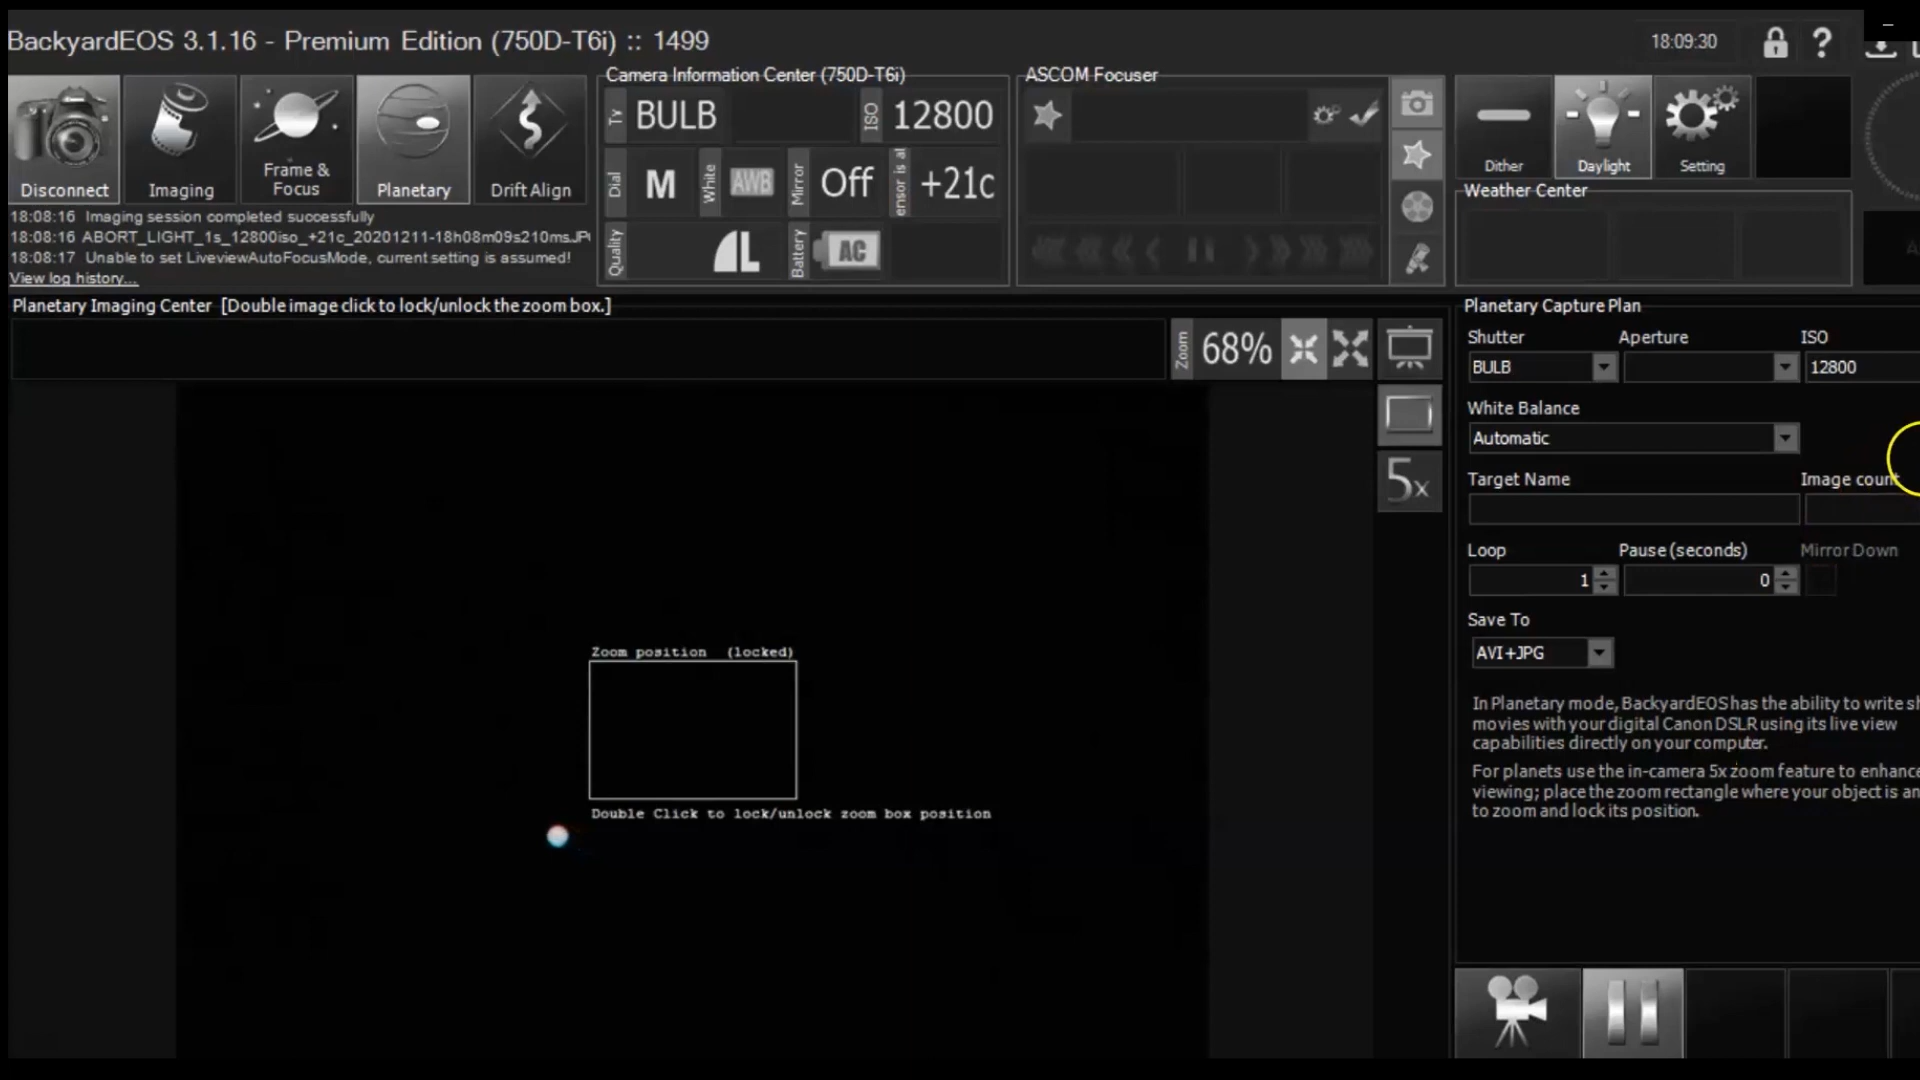 BackyardEOS 3.1.16 - Premium Edition (750D-T6i) :: 1499
18:09:30
?
Disconnect
Imaging
Frame &
Focus
Planetary
Drift Align
18:08:16 Imaging session completed successfully
18:08:16 ABORT_LIGHT_1s_12800iso_+21c_20201211-18h08m09s210ms.JP
18:08:17 Unable to set LiveviewAutoFocusMode, current setting is assumed!
View log history...
Camera Information Center (750D-T6i)
Tv
BULB
ISO
12800
Dial
M
White
AWB
Mirror
Off
ensor is al
+21c
Quality
L
Battery
AC
ASCOM Focuser
Dither
Daylight
Setting
Weather Center
Planetary Imaging Center [Double image click to lock/unlock the zoom box.]
Zoom
68%
5x
Zoom position (locked)
Double Click to lock/unlock zoom box position
Planetary Capture Plan
Shutter
Aperture
ISO
BULB
12800
White Balance
Automatic
Target Name
Image count
Loop
Pause (seconds)
Mirror Down
1
0
Save To
AVI+JPG
In Planetary mode, BackyardEOS has the ability to write sh
movies with your digital Canon DSLR using its live view
capabilities directly on your computer.
For planets use the in-camera 5x zoom feature to enhance
viewing; place the zoom rectangle where your object is an
to zoom and lock its position.